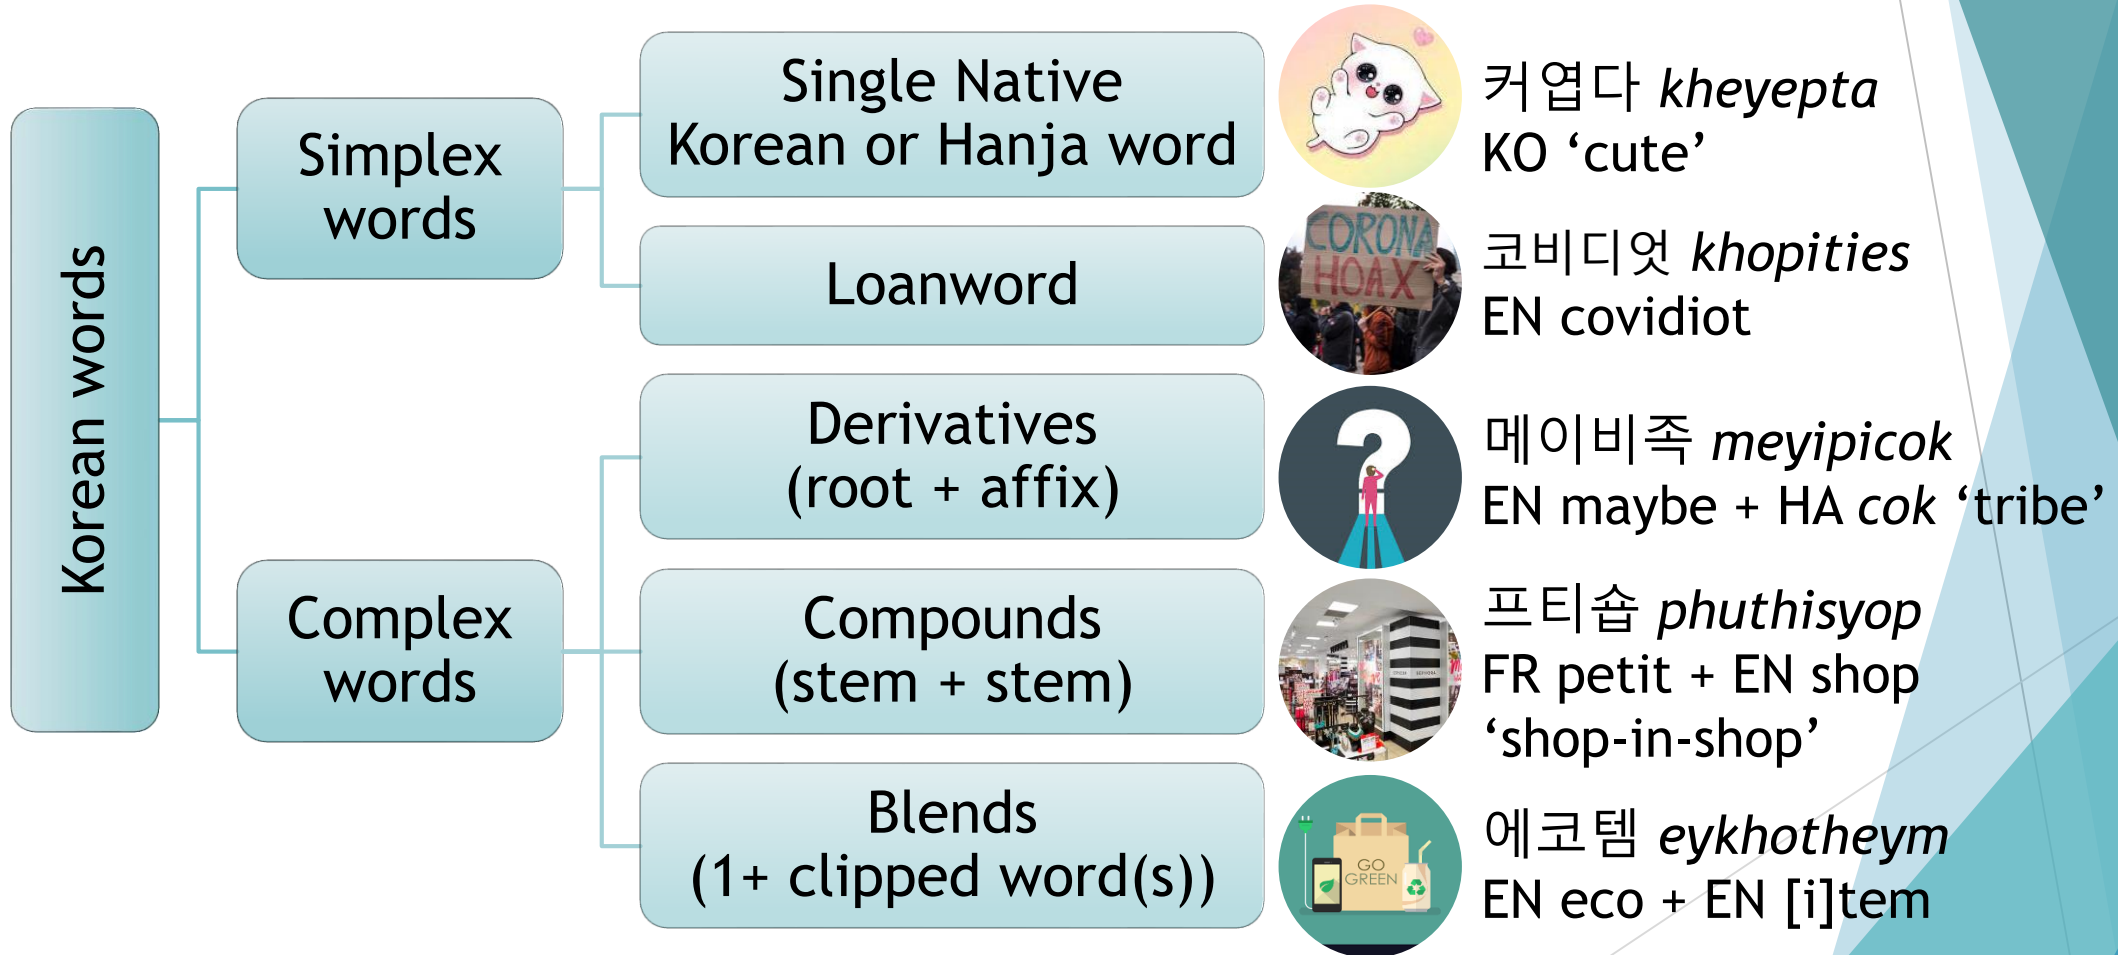 Korean words
Simplex
words
Complex
words
Single Native
Korean or Hanja word
Loanword
Derivatives
(root + affix)
Compounds
(stem + stem)
Blends
(1+ clipped word(s))
커엽다 kheyepta
KO ‘cute’
CORONA
HOAX
코비디엇 khopities
EN covidiot
메이비족 meyipicok
EN maybe + HA cok ‘tribe’
프티숍 phuthisyop
FR petit + EN shop
‘shop-in-shop’
GO
GREEN
에코템 eykhotheym
EN eco + EN [i]tem